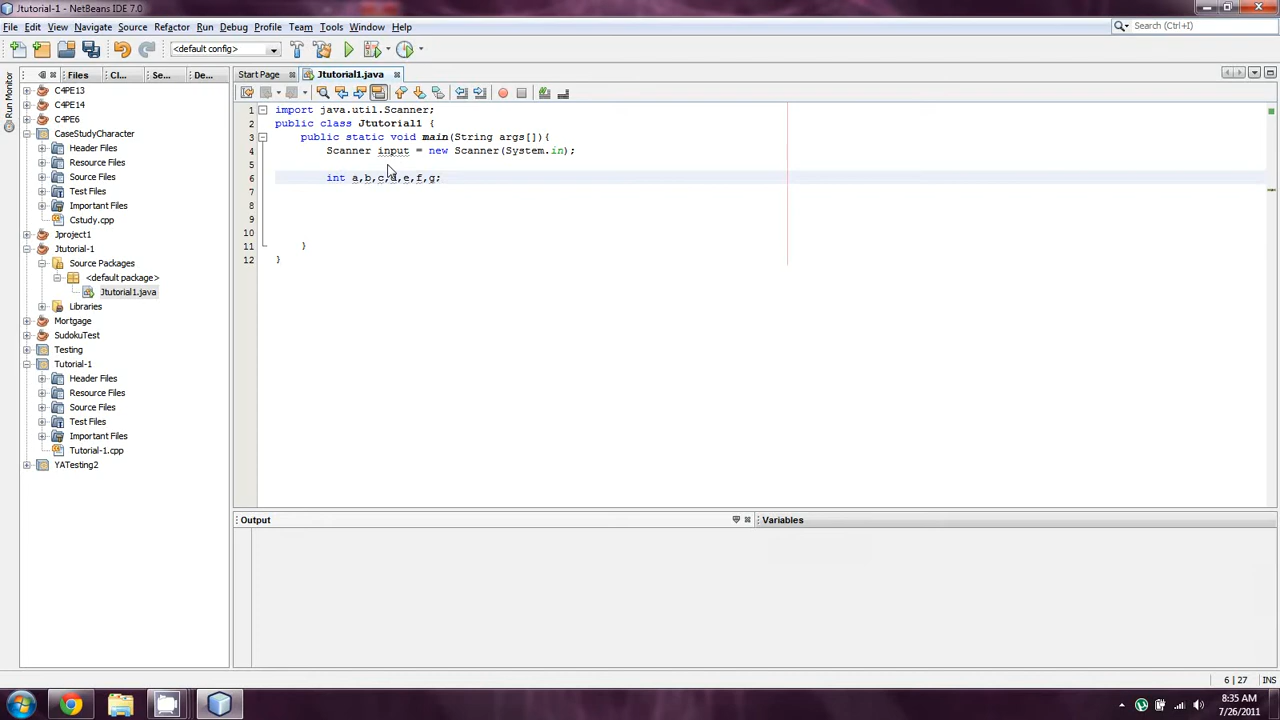 Jtutorial-1 - NetBeans IDE 7.0
File Edit View Navigate Source Refactor Run Debug Profile Team Tools Window Help
Search (Ctrl+I)
<default config>
Run Monitor
Files Cl... Se... De...
Start Page Jtutorial1.java
C4PE13
C4PE14
C4PE6
CaseStudyCharacter
Header Files
Resource Files
Source Files
Test Files
Important Files
Cstudy.cpp
Jproject1
Jtutorial-1
Source Packages
<default package>
Jtutorial1.java
Libraries
Mortgage
SudokuTest
Testing
Tutorial-1
Header Files
Resource Files
Source Files
Test Files
Important Files
Tutorial-1.cpp
YATesting2
1 import java.util.Scanner;
2 public class Jtutorial1 {
3 public static void main(String args[]){
4 Scanner input = new Scanner(System.in);
5
6 int a,b,c,d,e,f,g;
7
8
9
10
11 }
12 }
Output
Variables
6 | 27 INS
8:35 AM
7/26/2011